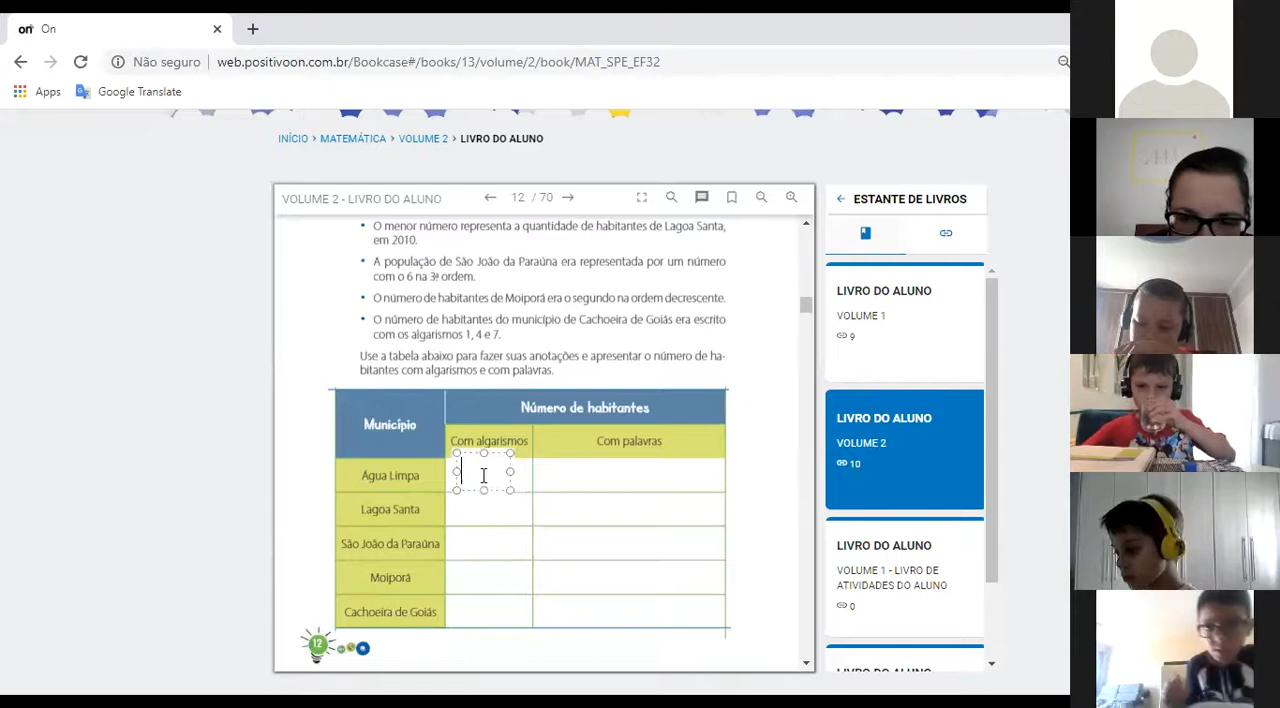 on On
Não seguro | web.positivoon.com.br/Bookcase#/books/13/volume/2/book/MAT_SPE_EF32
Apps Google Translate
INÍCIO > MATEMÁTICA > VOLUME 2 > LIVRO DO ALUNO
VOLUME 2 - LIVRO DO ALUNO 12 / 70
• O menor número representa a quantidade de habitantes de Lagoa Santa,
em 2010.
• A população de São João da Paraúna era representada por um número
com o 6 na 3ª ordem.
• O número de habitantes de Moiporá era o segundo na ordem decrescente.
• O número de habitantes do município de Cachoeira de Goiás era escrito
com os algarismos 1, 4 e 7.
Use a tabela abaixo para fazer suas anotações e apresentar o número de ha-
bitantes com algarismos e com palavras.
Município
Número de habitantes
Com algarismos
Com palavras
Água Limpa
Lagoa Santa
São João da Paraúna
Moiporá
Cachoeira de Goiás
12
ESTANTE DE LIVROS
LIVRO DO ALUNO
VOLUME 1
9
LIVRO DO ALUNO
VOLUME 2
10
LIVRO DO ALUNO
VOLUME 1 - LIVRO DE
ATIVIDADES DO ALUNO
0
LIVRO DO ALUNO